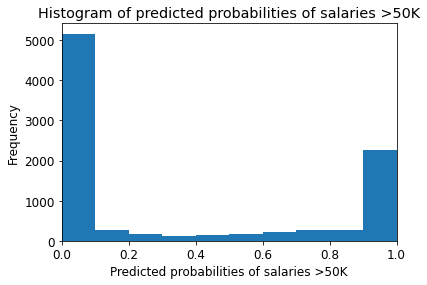 Histogram of predicted probabilities of salaries >50K
5000
4000
3000
2000
1000
0
Frequency
0.0 0.2 0.4 0.6 0.8 1.0
Predicted probabilities of salaries >50K